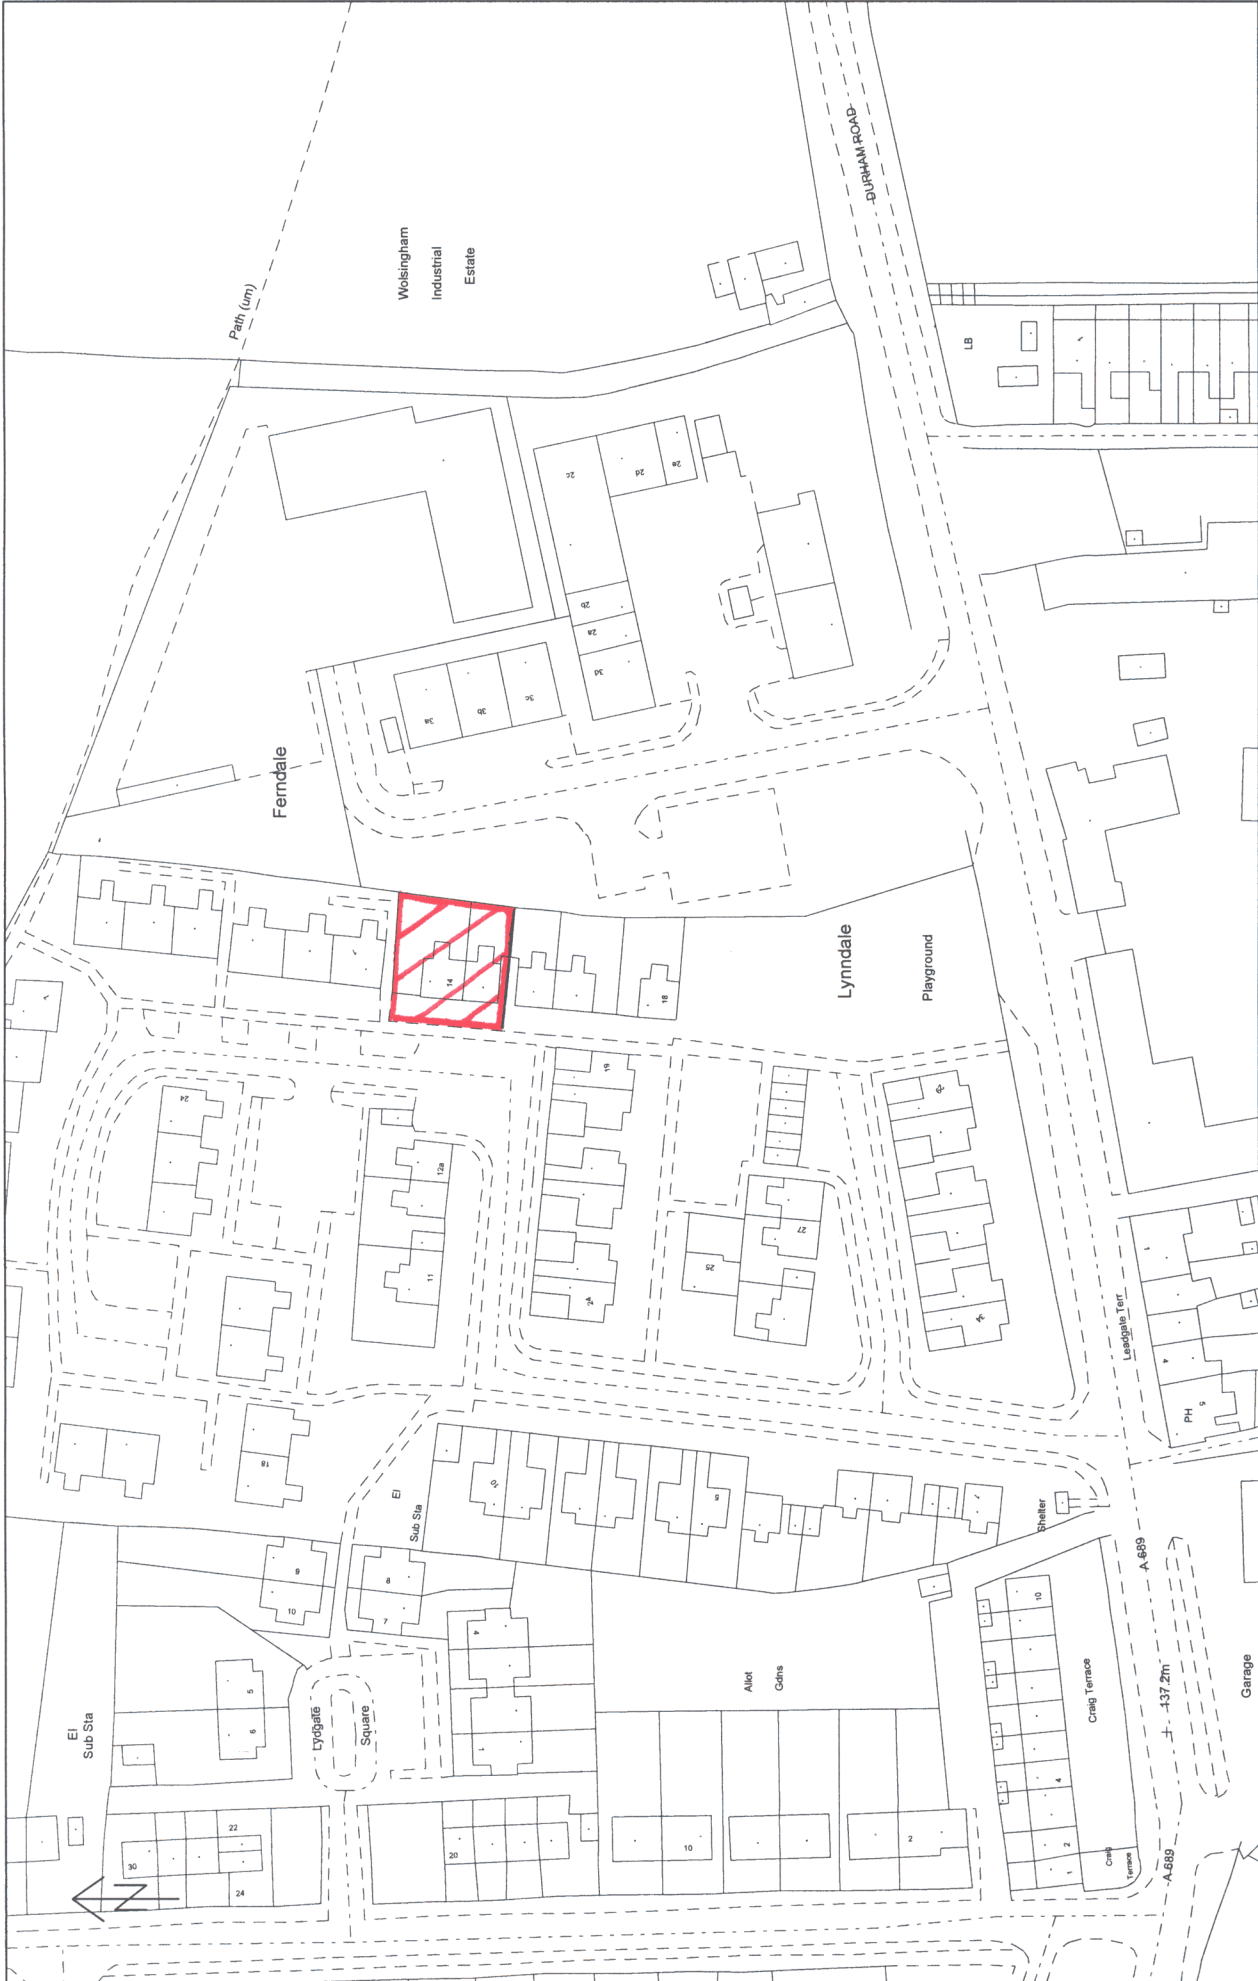 DURHAM ROAD
Wolsingham
Industrial
Estate
Path (um)
LB
2c
2d
2e
2b
2a
3d
3a
3b
3c
Ferndale
14
18
Lynndale
Playground
24
19
12a
11
24
25
27
34
Leadgate Terr
1
4
5
PH
18
El
Sub Sta
10
5
Shelter
A 689
9
10
8
7
4
1
5
6
Lydgate
Square
El
Sub Sta
Allot
Gdns
10
Craig Terrace
4
2
1
Craig
Terrace
137.2m
A 689
Garage
30
22
24
20
10
2
N